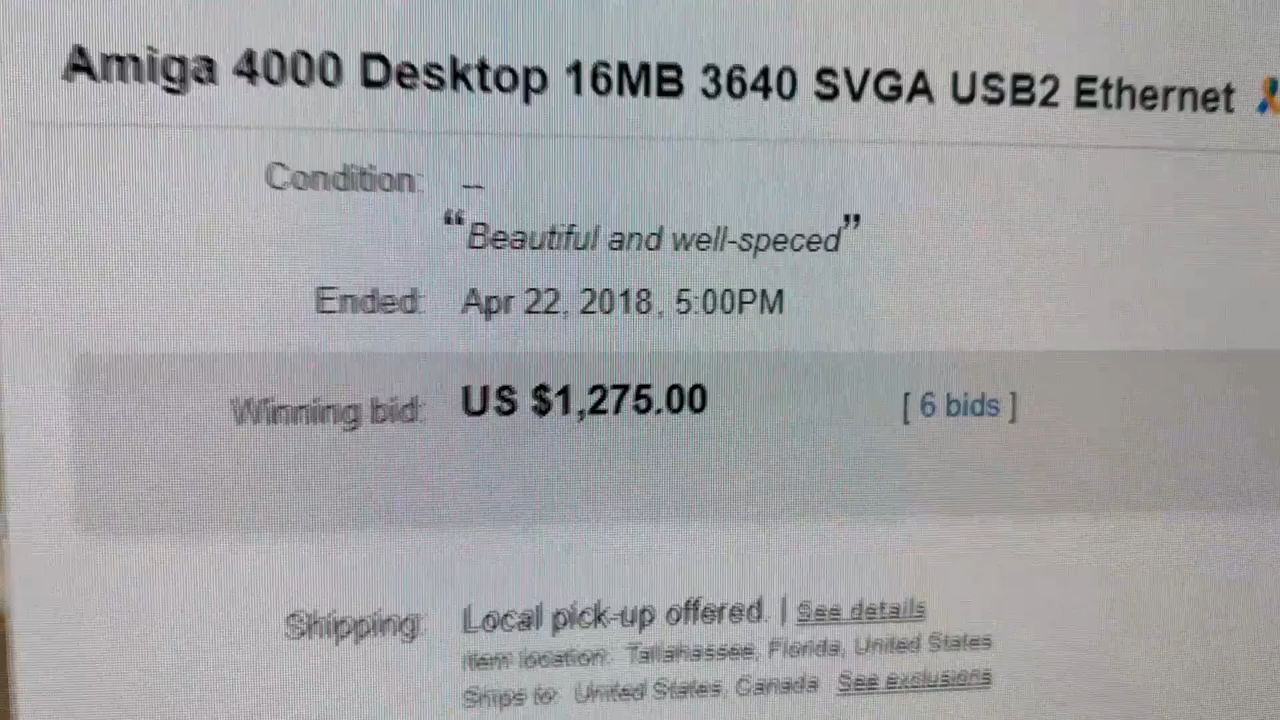 Amiga 4000 Desktop 16MB 3640 SVGA USB2 Ethernet
Condition: --
“Beautiful and well-speced”
Ended: Apr 22, 2018, 5:00PM
Winning bid: US $1,275.00 [ 6 bids ]
Shipping: Local pick-up offered. | See details
Item location: Tallahassee, Florida, United States
Ships to: United States, Canada See exclusions